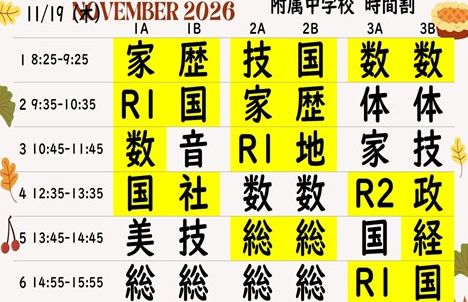 11/19 (木) NOVEMBER 2026 附属中学校 時間割
1A 1B 2A 2B 3A 3B
1 8:25-9:25 家 歴 技 国 数 数
2 9:35-10:35 R1 国 家 歴 体 体
3 10:45-11:45 数 音 R1 地 家 技
4 12:35-13:35 国 社 数 数 R2 政
5 13:45-14:45 美 技 総 総 国 経
6 14:55-15:55 総 総 総 総 R1 国